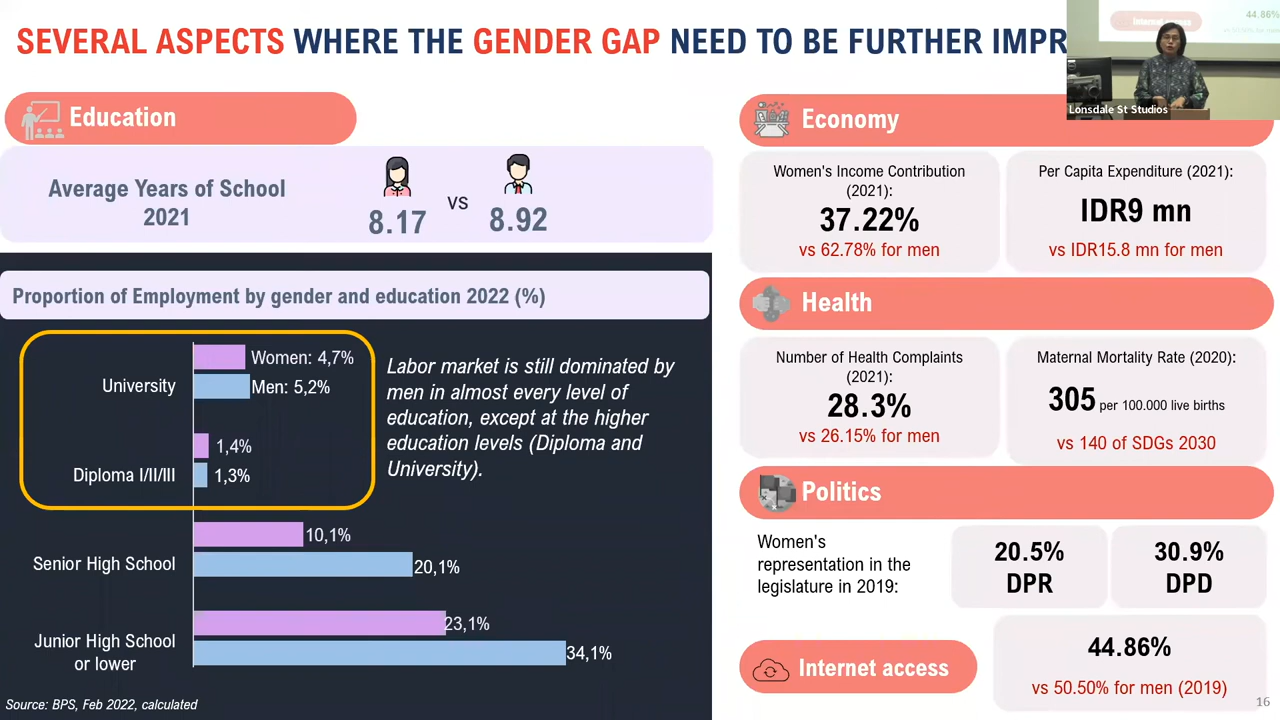 SEVERAL ASPECTS WHERE THE GENDER GAP NEED TO BE FURTHER IMPR
44.86%
Internet access
Lonsdale St Studios
Education
Average Years of School
2021
8.17
vs
8.92
Proportion of Employment by gender and education 2022 (%)
University
Women: 4,7%
Men: 5,2%
Diploma I/II/III
1,4%
1,3%
Labor market is still dominated by
men in almost every level of
education, except at the higher
education levels (Diploma and
University).
Senior High School
10,1%
20,1%
Junior High School
or lower
23,1%
34,1%
Source: BPS, Feb 2022, calculated
Economy
Women's Income Contribution
(2021):
37.22%
vs 62.78% for men
Per Capita Expenditure (2021):
IDR9 mn
vs IDR15.8 mn for men
Health
Number of Health Complaints
(2021):
28.3%
vs 26.15% for men
Maternal Mortality Rate (2020):
305 per 100.000 live births
vs 140 of SDGs 2030
Politics
Women's
representation in the
legislature in 2019:
20.5%
DPR
30.9%
DPD
Internet access
44.86%
vs 50.50% for men (2019)
16